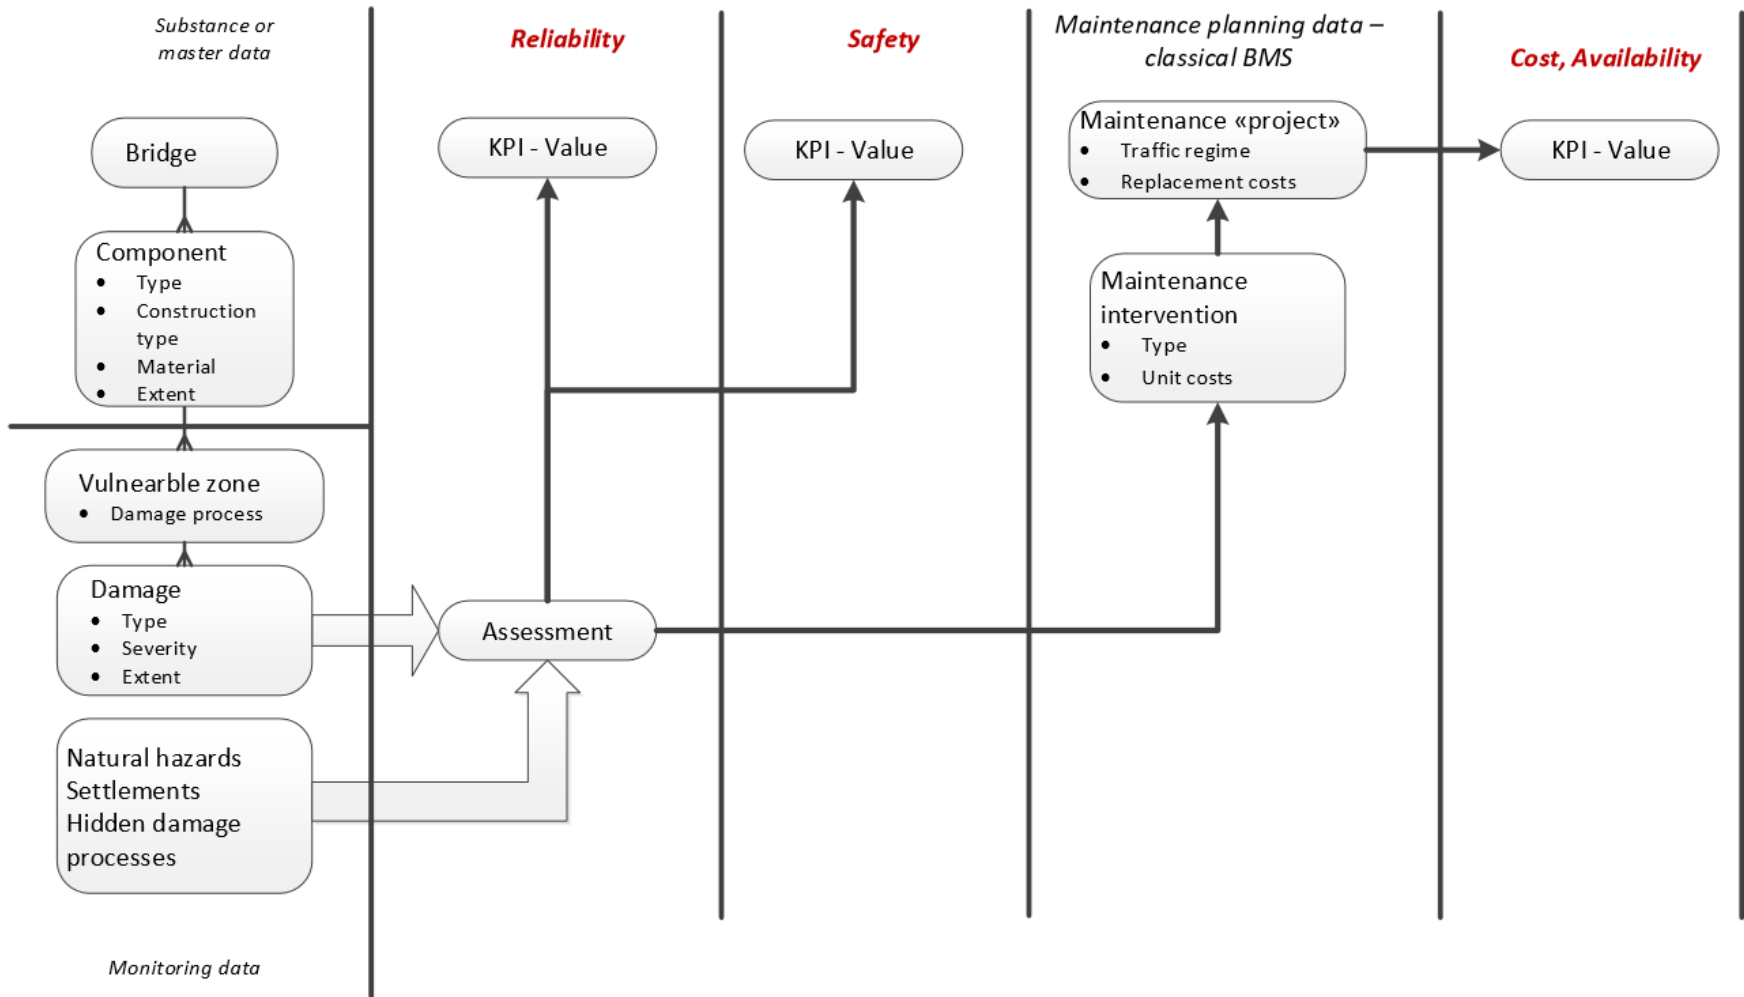 Substance or
master data
Bridge
Component
• Type
• Construction
type
• Material
• Extent
Vulnearble zone
• Damage process
Damage
• Type
• Severity
• Extent
Natural hazards
Settlements
Hidden damage
processes
Monitoring data
Reliability
KPI - Value
Assessment
Safety
KPI - Value
Maintenance planning data –
classical BMS
Maintenance «project»
• Traffic regime
• Replacement costs
Maintenance
intervention
• Type
• Unit costs
Cost, Availability
KPI - Value